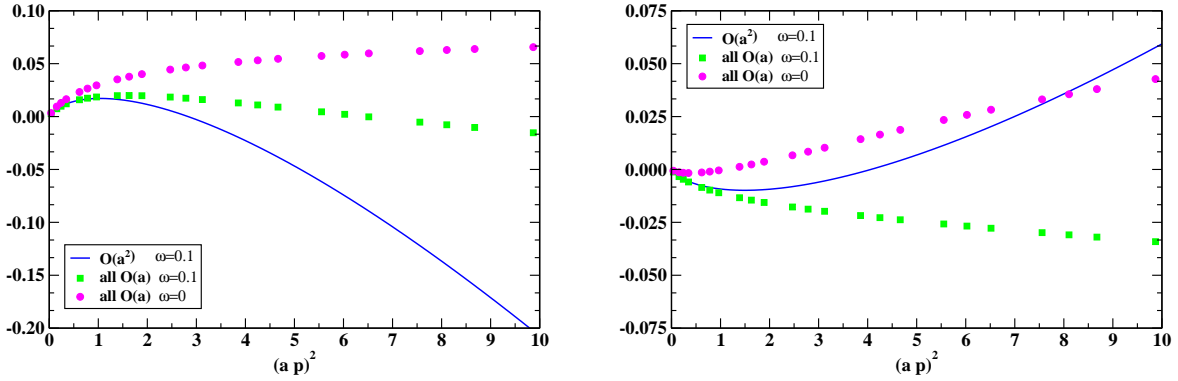 0.10
0.05
0.00
-0.05
-0.10
-0.15
-0.20
O(a²) ω=0.1
all O(a) ω=0.1
all O(a) ω=0
0 1 2 3 4 5 6 7 8 9 10
(a p)²
0.075
0.050
0.025
0.000
-0.025
-0.050
-0.075
O(a²) ω=0.1
all O(a) ω=0.1
all O(a) ω=0
0 1 2 3 4 5 6 7 8 9 10
(a p)²